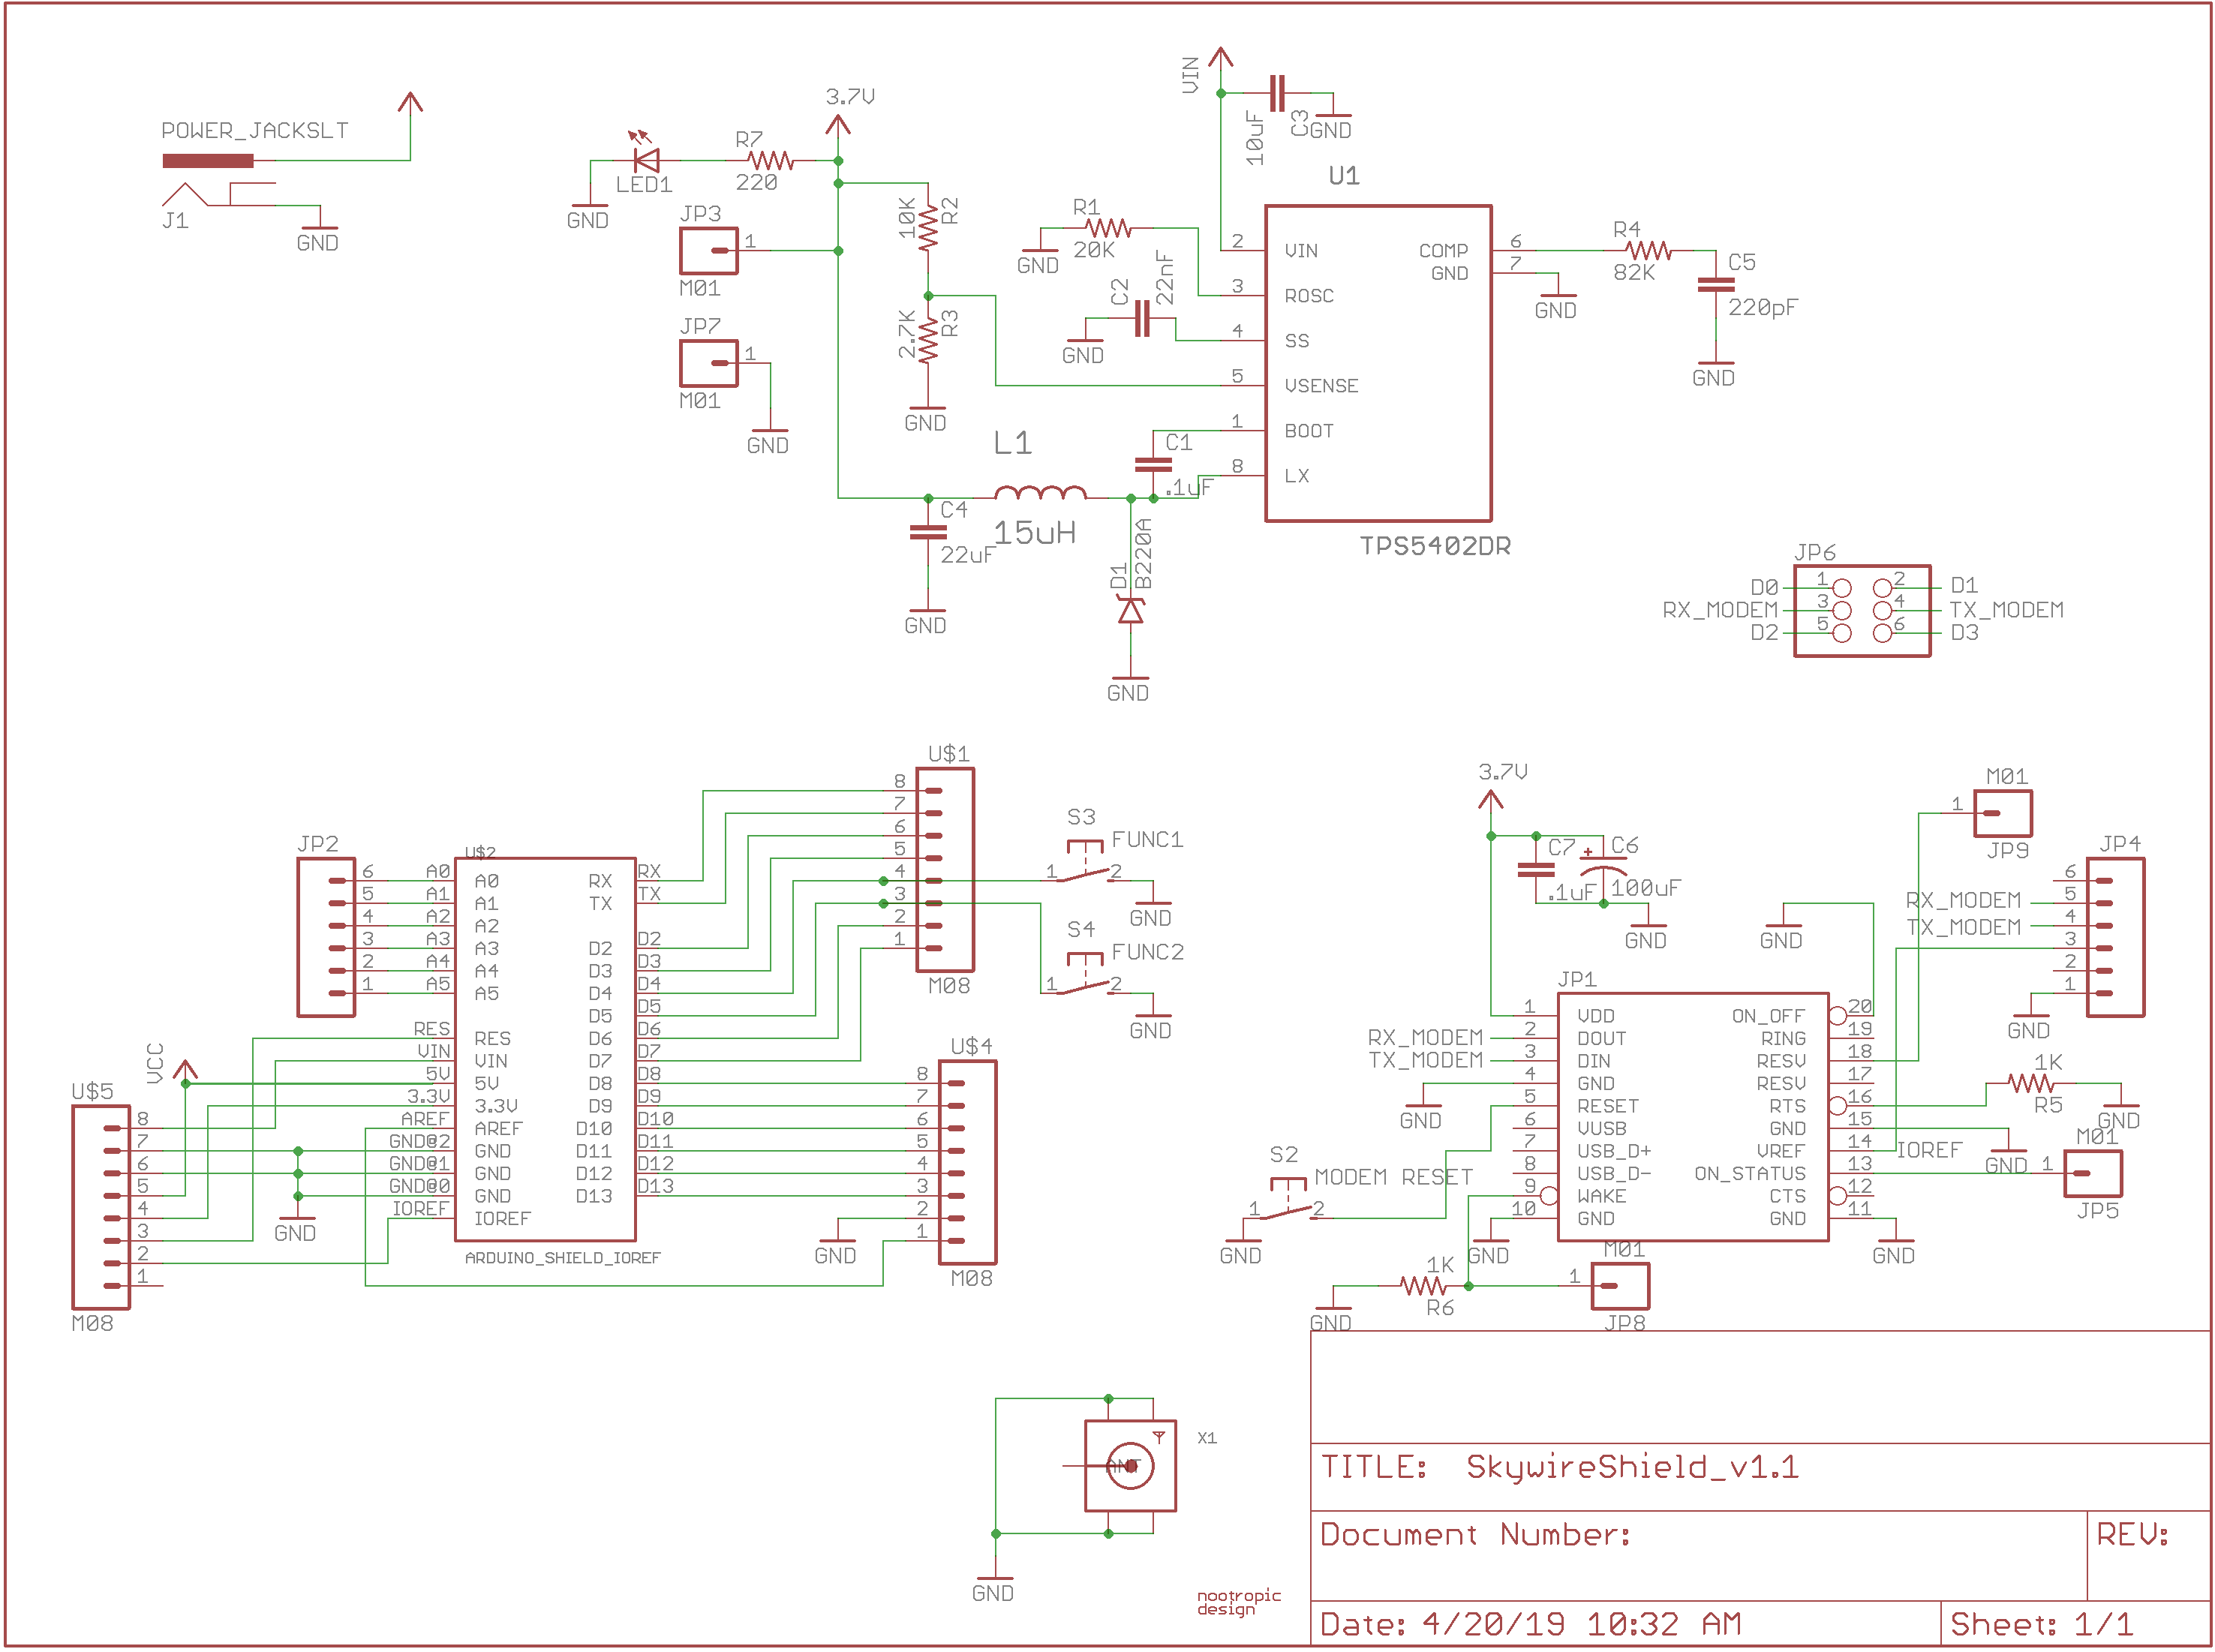 POWER_JACKSLT
J1
GND
LED1
GND
R7
220
3.7V
JP3
1
M01
JP7
1
M01
GND
10K
R2
2.7K
R3
GND
L1
15uH
C4
22uF
GND
VIN
10uF
C3
GND
U1
R1
20K
GND
C2
22nF
GND
C1
.1uF
D1
B220A
GND
2 VIN
3 ROSC
4 SS
5 VSENSE
1 BOOT
8 LX
COMP 6
GND 7
TPS5402DR
GND
R4
82K
C5
220pF
GND
JP6
D0 1 2 D1
RX_MODEM 3 4 TX_MODEM
D2 5 6 D3
JP2
6 A0
5 A1
4 A2
3 A3
2 A4
1 A5
U$2
A0 RX RX
A1 TX TX
A2
A3 D2 D2
A4 D3 D3
A5 D4 D4
D5 D5
RES RES D6 D6
VIN VIN D7 D7
5V 5V D8 D8
3.3V 3.3V D9 D9
AREF AREF D10 D10
GND@2 GND D11 D11
GND@1 GND D12 D12
GND@0 GND D13 D13
IOREF IOREF
ARDUINO_SHIELD_IOREF
VCC
U$5
8
7
6
5
4
3
2
1
M08
GND
U$1
8
7
6
5
4
3
2
1
M08
S3
FUNC1
1 2
GND
S4
FUNC2
1 2
GND
U$4
8
7
6
5
4
3
2
1
M08
GND
3.7V
C7
.1uF
C6
100uF
GND
GND
M01
1
JP9
JP4
6
RX_MODEM 5
TX_MODEM 4
3
2
1
GND
JP1
1 VDD ON_OFF 20
RX_MODEM 2 DOUT RING 19
TX_MODEM 3 DIN RESV 18
4 GND RESV 17
5 RESET RTS 16
6 VUSB GND 15
7 USB_D+ VREF 14 IOREF
8 USB_D- ON_STATUS 13
9 WAKE CTS 12
10 GND GND 11
GND
1K
R5
GND
GND
M01
1
JP5
S2
MODEM RESET
1 2
GND
GND
GND
1K
R6
GND
M01
1
JP8
ANT
X1
GND
nootropic
design
TITLE: SkywireShield_v1.1
Document Number:
REV:
Date: 4/20/19 10:32 AM
Sheet: 1/1